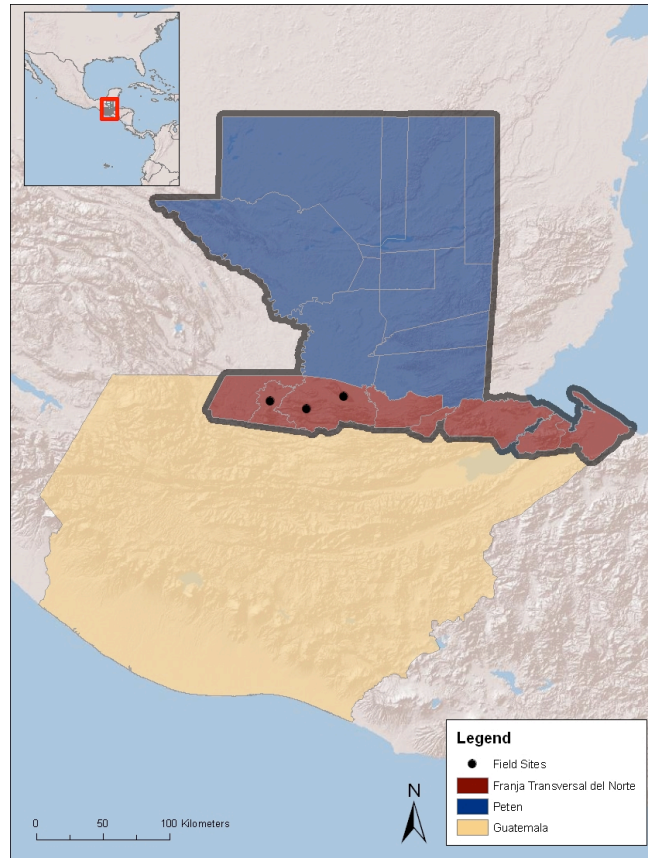 Legend
Field Sites
Franja Transversal del Norte
Peten
Guatemala
N
0 50 100 Kilometers